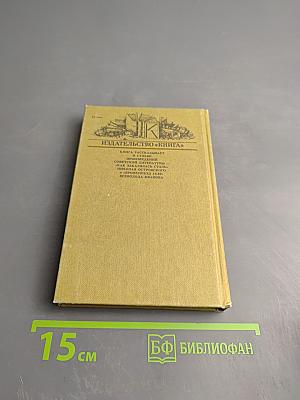 ИЗДАТЕЛЬСТВО «КНИГА»
КНИГА РАССКАЗЫВАЕТ
О СУДЬБЕ
ПРОИЗВЕДЕНИЙ
СОВЕТСКОЙ ЛИТЕРАТУРЫ –
«КАК ЗАКАЛЯЛАСЬ СТАЛЬ»
НИКОЛАЯ ОСТРОВСКОГО
И «БРОНЕПОЕЗД 14-69»
ВСЕВОЛОДА ИВАНОВА
15 см
БФ БИБЛИОФАН